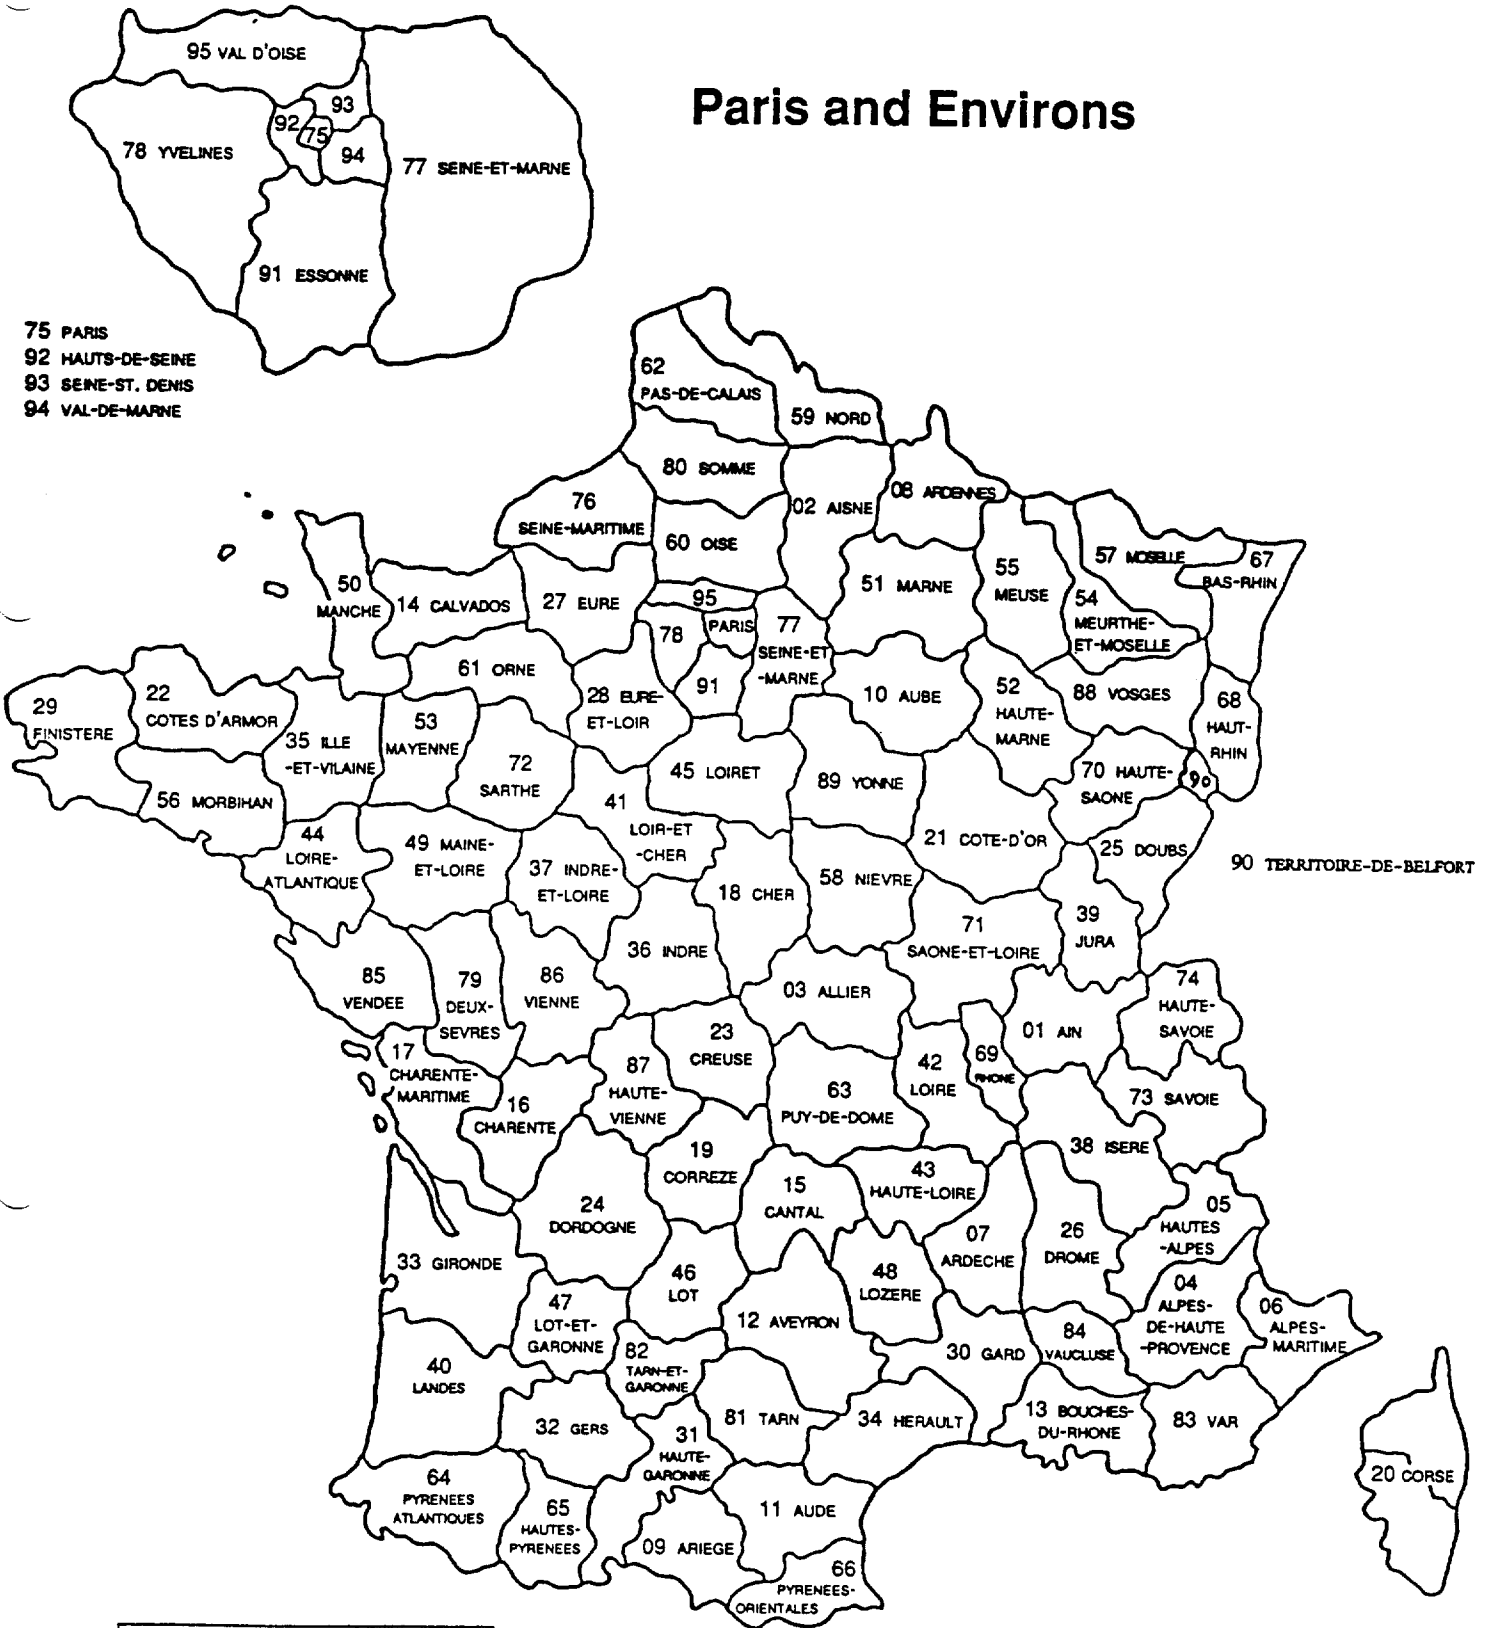 Paris and Environs
95 VAL D'OISE
93
92
75
94
78 YVELINES
77 SEINE-ET-MARNE
91 ESSONNE
75 PARIS
92 HAUTS-DE-SEINE
93 SEINE-ST. DENIS
94 VAL-DE-MARNE
62
PAS-DE-CALAIS
59 NORD
80 SOMME
76
SEINE-MARITIME
02 AISNE
08 ARDENNES
60 OISE
57 MOSELLE
67
BAS-RHIN
50
MANCHE
14 CALVADOS
27 EURE
95
51 MARNE
55
MEUSE
54
MEURTHE-
ET-MOSELLE
78
PARIS
77
SEINE-ET
-MARNE
91
61 ORNE
28 EURE-
ET-LOIR
10 AUBE
52
HAUTE-
MARNE
88 VOSGES
68
HAUT-
RHIN
29
FINISTERE
22
COTES D'ARMOR
35 ILLE
-ET-VILAINE
53
MAYENNE
72
SARTHE
56 MORBIHAN
45 LOIRET
89 YONNE
70 HAUTE-
SAONE
90
41
LOIR-ET
-CHER
44
LOIRE-
ATLANTIQUE
49 MAINE-
ET-LOIRE
37 INDRE-
ET-LOIRE
21 COTE-D'OR
25 DOUBS
90 TERRITOIRE-DE-BELFORT
18 CHER
58 NIEVRE
71
SAONE-ET-LOIRE
39
JURA
36 INDRE
85
VENDEE
79
DEUX-
SEVRES
86
VIENNE
03 ALLIER
74
HAUTE-
SAVOIE
01 AIN
17
CHARENTE-
MARITIME
16
CHARENTE
87
HAUTE-
VIENNE
23
CREUSE
63
PUY-DE-DOME
42
LOIRE
69
RHONE
73 SAVOIE
38 ISERE
19
CORREZE
15
CANTAL
43
HAUTE-LOIRE
24
DORDOGNE
33 GIRONDE
46
LOT
48
LOZERE
07
ARDECHE
26
DROME
05
HAUTES
-ALPES
47
LOT-ET-
GARONNE
12 AVEYRON
04
ALPES-
DE-HAUTE
-PROVENCE
06
ALPES-
MARITIME
82
TARN-ET-
GARONNE
30 GARD
84
VAUCLUSE
40
LANDES
32 GERS
31
HAUTE-
GARONNE
81 TARN
34 HERAULT
13 BOUCHES-
DU-RHONE
83 VAR
64
PYRENEES
ATLANTIQUES
65
HAUTES-
PYRENEES
09 ARIEGE
11 AUDE
66
PYRENEES-
ORIENTALES
20 CORSE